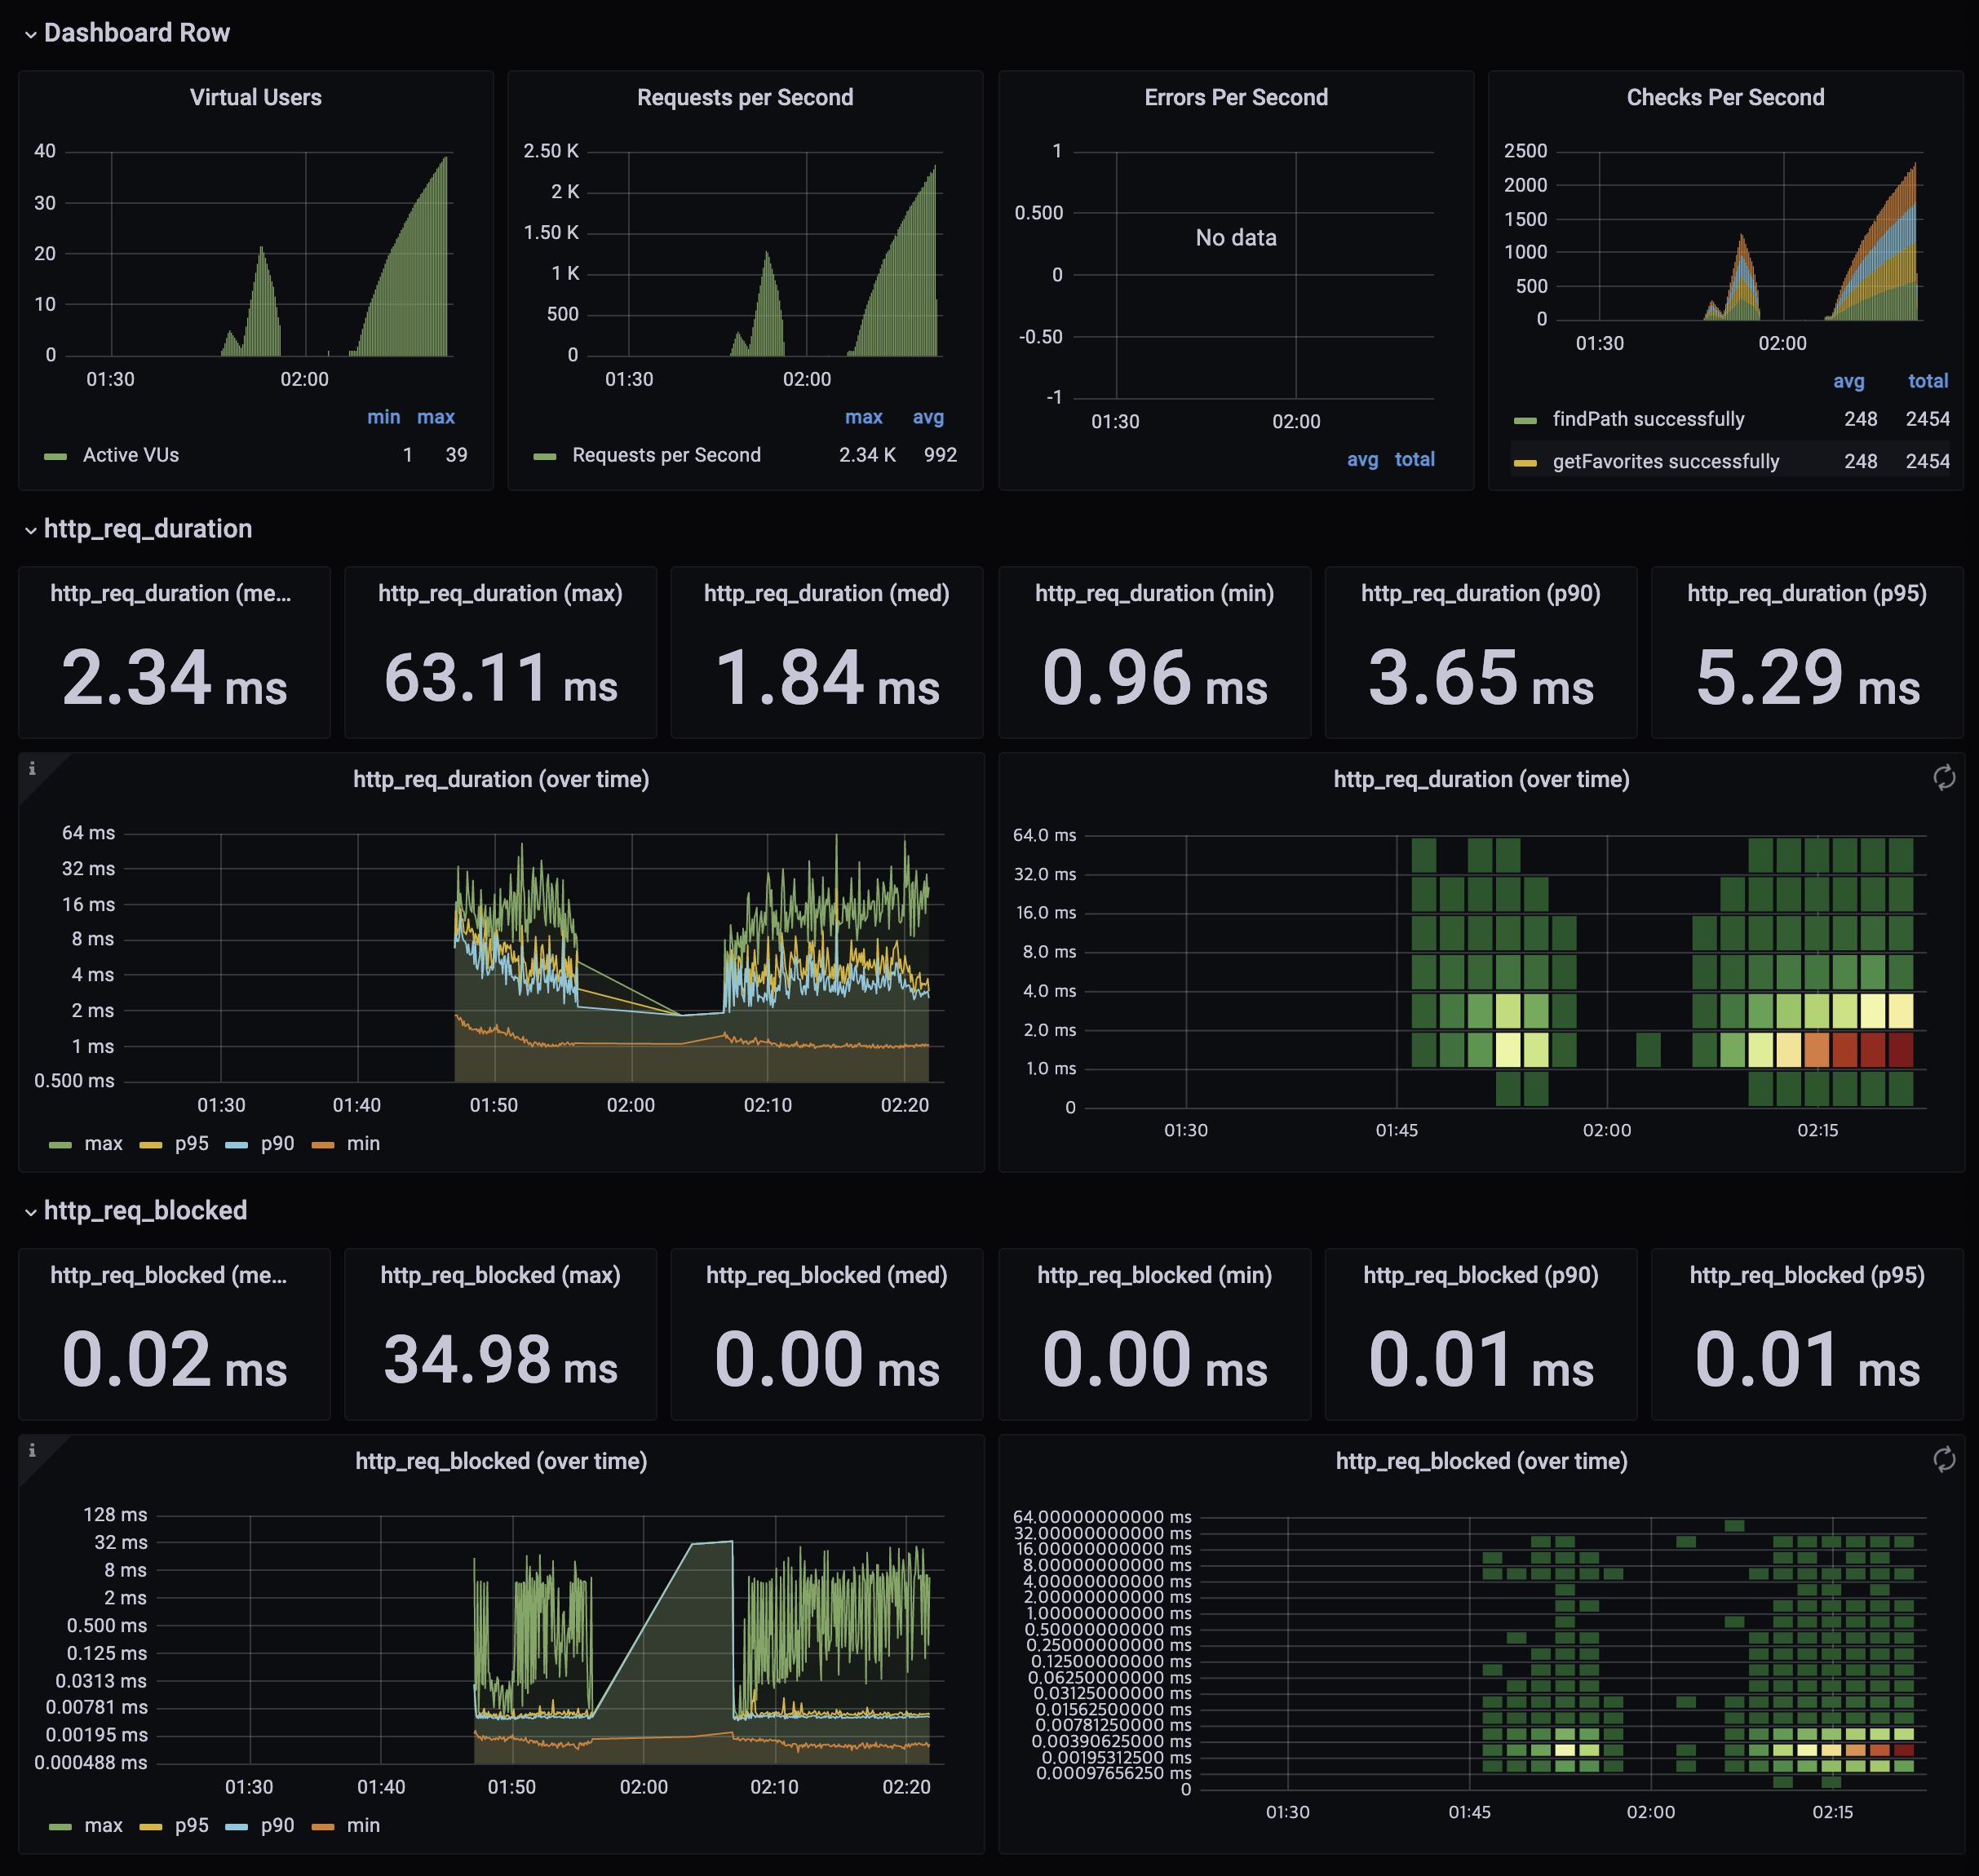 Dashboard Row
Virtual Users
40
30
20
10
0
01:30 02:00
min max
Active VUs 1 39
Requests per Second
2.50 K
2 K
1.50 K
1 K
500
0
01:30 02:00
max avg
Requests per Second 2.34 K 992
Errors Per Second
1
0.500
0
-0.50
-1
No data
01:30 02:00
avg total
Checks Per Second
2500
2000
1500
1000
500
0
01:30 02:00
avg total
findPath successfully 248 2454
getFavorites successfully 248 2454
http_req_duration
http_req_duration (me...
2.34 ms
http_req_duration (max)
63.11 ms
http_req_duration (med)
1.84 ms
http_req_duration (min)
0.96 ms
http_req_duration (p90)
3.65 ms
http_req_duration (p95)
5.29 ms
i
http_req_duration (over time)
64 ms
32 ms
16 ms
8 ms
4 ms
2 ms
1 ms
0.500 ms
01:30 01:40 01:50 02:00 02:10 02:20
max p95 p90 min
http_req_duration (over time)
64.0 ms
32.0 ms
16.0 ms
8.0 ms
4.0 ms
2.0 ms
1.0 ms
0
01:30 01:45 02:00 02:15
http_req_blocked
http_req_blocked (me...
0.02 ms
http_req_blocked (max)
34.98 ms
http_req_blocked (med)
0.00 ms
http_req_blocked (min)
0.00 ms
http_req_blocked (p90)
0.01 ms
http_req_blocked (p95)
0.01 ms
i
http_req_blocked (over time)
128 ms
32 ms
8 ms
2 ms
0.500 ms
0.125 ms
0.0313 ms
0.00781 ms
0.00195 ms
0.000488 ms
01:30 01:40 01:50 02:00 02:10 02:20
max p95 p90 min
http_req_blocked (over time)
64.00000000000 ms
32.00000000000 ms
16.00000000000 ms
8.00000000000 ms
4.00000000000 ms
2.00000000000 ms
1.00000000000 ms
0.50000000000 ms
0.25000000000 ms
0.12500000000 ms
0.06250000000 ms
0.03125000000 ms
0.01562500000 ms
0.00781250000 ms
0.00390625000 ms
0.00195312500 ms
0.00097656250 ms
0
01:30 01:45 02:00 02:15